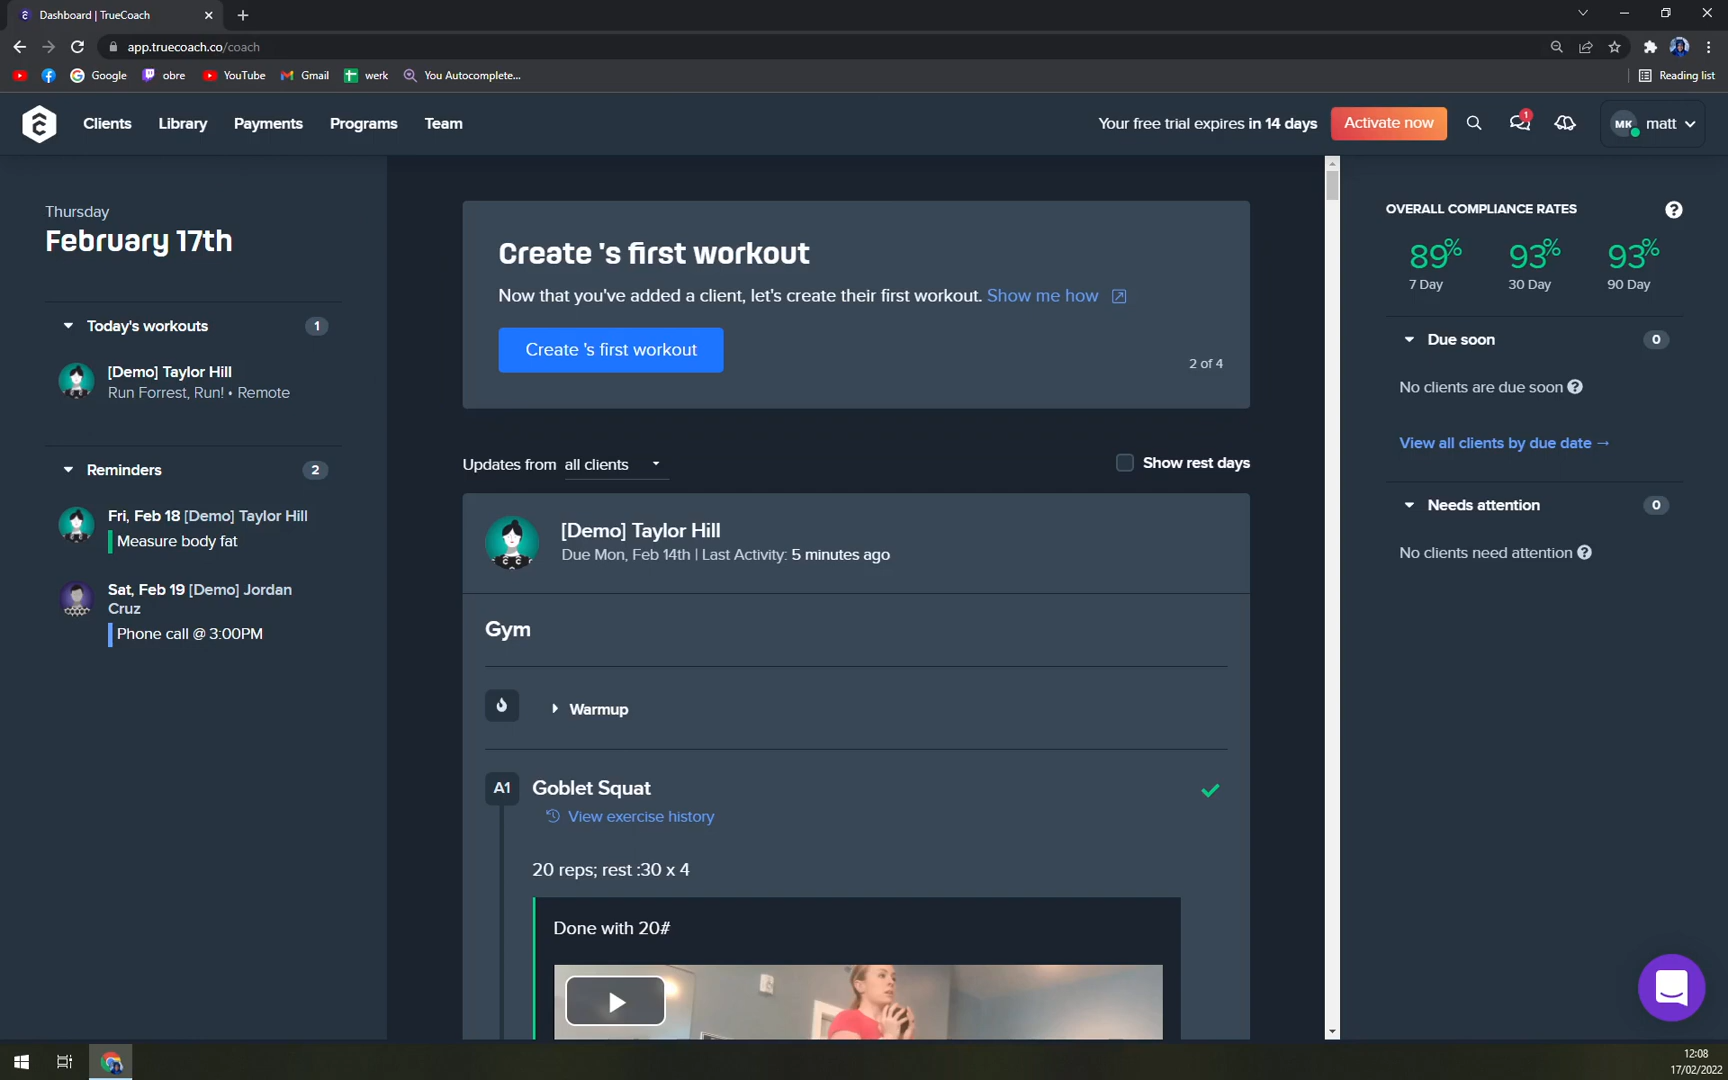 Dashboard | TrueCoach
app.truecoach.co/coach
Google
obre
YouTube
Gmail
werk
You Autocomplete...
Reading list
Clients
Library
Payments
Programs
Team
Your free trial expires in 14 days
Activate now
1
MK
matt
Thursday
February 17th
Today's workouts
1
[Demo] Taylor Hill
Run Forrest, Run! • Remote
Reminders
2
Fri, Feb 18 [Demo] Taylor Hill
Measure body fat
Sat, Feb 19 [Demo] Jordan
Cruz
Phone call @ 3:00PM
Create 's first workout
Now that you've added a client, let's create their first workout. Show me how
Create 's first workout
2 of 4
Updates from all clients
Show rest days
[Demo] Taylor Hill
Due Mon, Feb 14th | Last Activity: 5 minutes ago
Gym
Warmup
A1
Goblet Squat
View exercise history
20 reps; rest :30 x 4
Done with 20#
OVERALL COMPLIANCE RATES
?
89% 93% 93%
7 Day 30 Day 90 Day
Due soon
0
No clients are due soon ?
View all clients by due date →
Needs attention
0
No clients need attention ?
12:08
17/02/2022